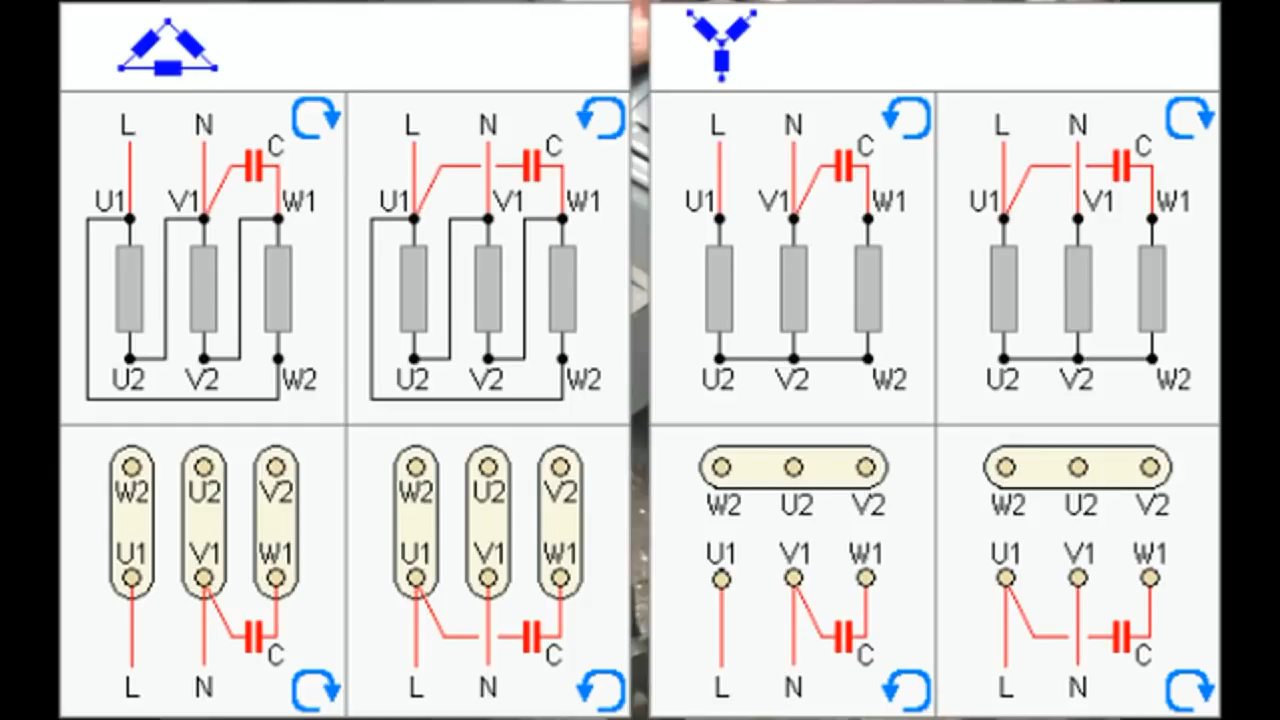 L N C L N C L N C L N C
U1 V1 W1 U1 V1 W1 U1 V1 W1 U1 V1 W1
U2 V2 W2 U2 V2 W2 U2 V2 W2 U2 V2 W2
W2 U2 V2 W2 U2 V2 W2 U2 V2 W2 U2 V2
U1 V1 W1 U1 V1 W1 U1 V1 W1 U1 V1 W1
C C C C
L N L N L N L N